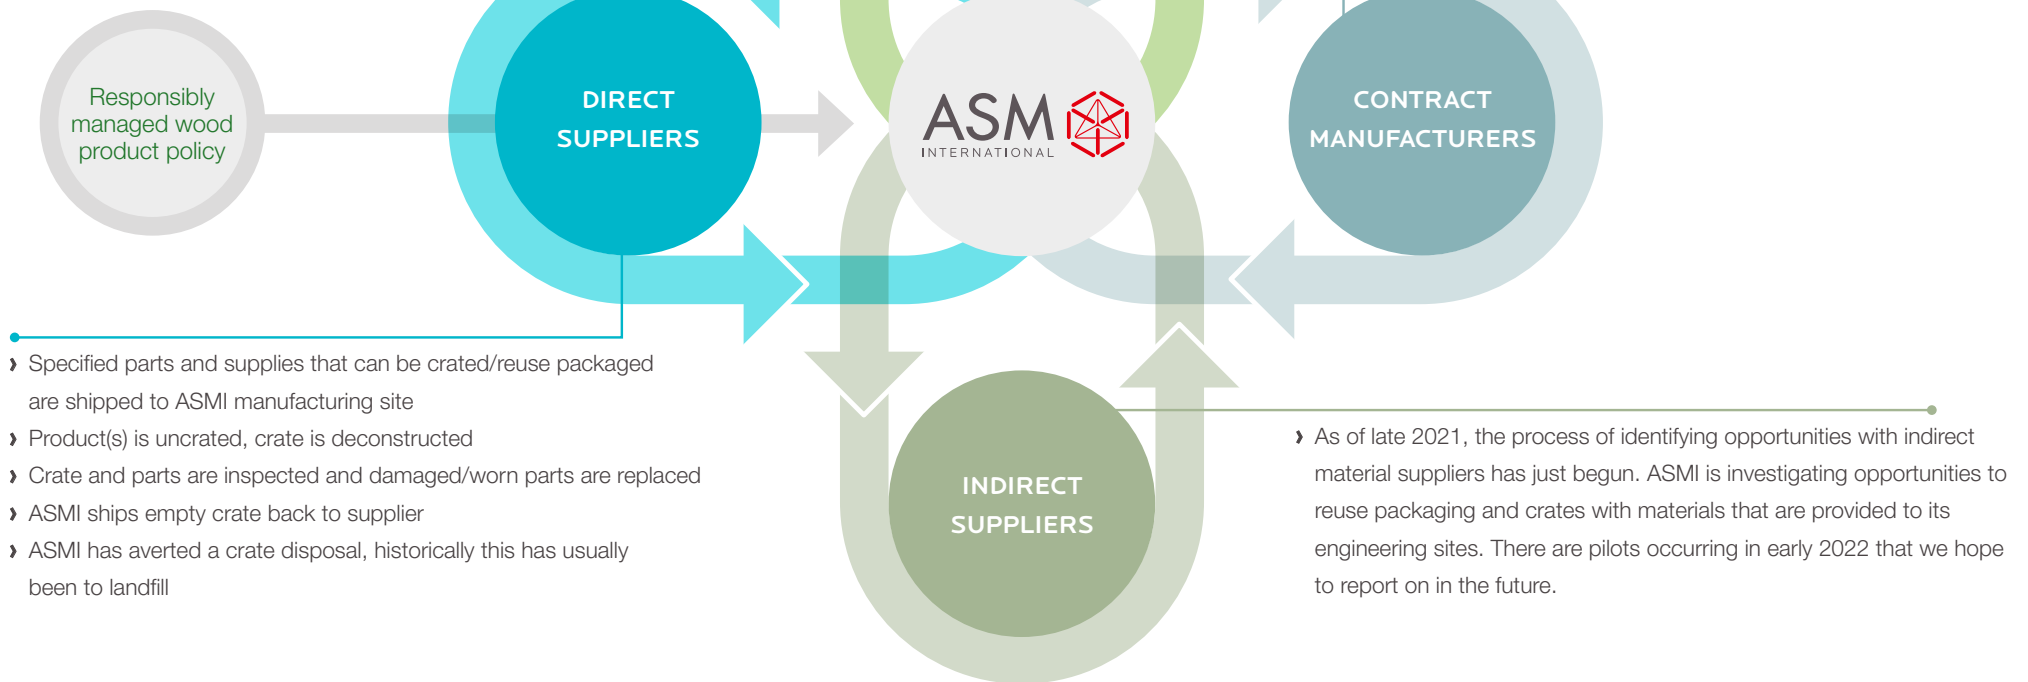 Responsibly
managed wood
product policy
DIRECT
SUPPLIERS
ASM
INTERNATIONAL
CONTRACT
MANUFACTURERS
› Specified parts and supplies that can be crated/reuse packaged
are shipped to ASMI manufacturing site
› Product(s) is uncrated, crate is deconstructed
› Crate and parts are inspected and damaged/worn parts are replaced
› ASMI ships empty crate back to supplier
› ASMI has averted a crate disposal, historically this has usually
been to landfill
INDIRECT
SUPPLIERS
› As of late 2021, the process of identifying opportunities with indirect
material suppliers has just begun. ASMI is investigating opportunities to
reuse packaging and crates with materials that are provided to its
engineering sites. There are pilots occurring in early 2022 that we hope
to report on in the future.